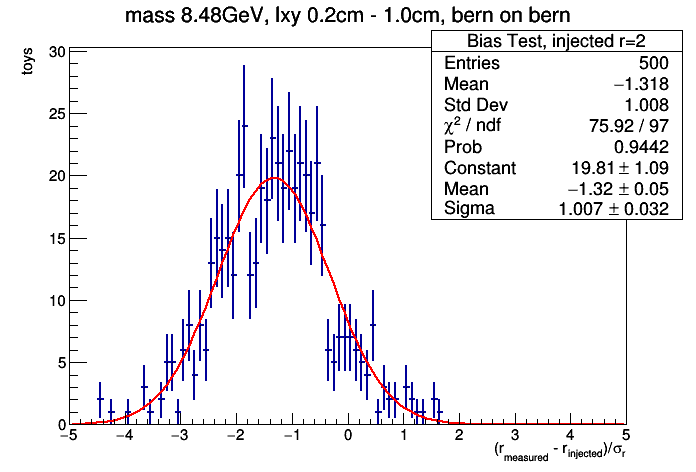 mass 8.48GeV, lxy 0.2cm - 1.0cm, bern on bern
Bias Test, injected r=2
Entries 500
Mean −1.318
Std Dev 1.008
χ² / ndf 75.92 / 97
Prob 0.9442
Constant 19.81 ± 1.09
Mean −1.32 ± 0.05
Sigma 1.007 ± 0.032
toys
30
25
20
15
10
5
0
−5 −4 −3 −2 −1 0 1 2 3 4 5
(r_measured - r_injected)/σ_r